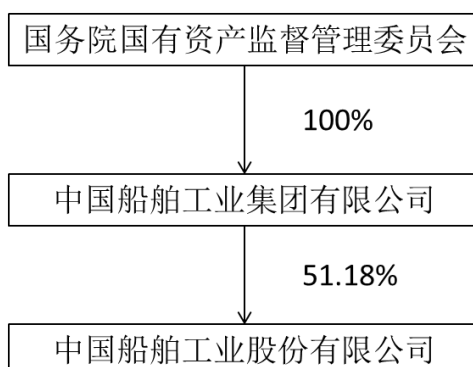 国务院国有资产监督管理委员会
100%
中国船舶工业集团有限公司
51.18%
中国船舶工业股份有限公司